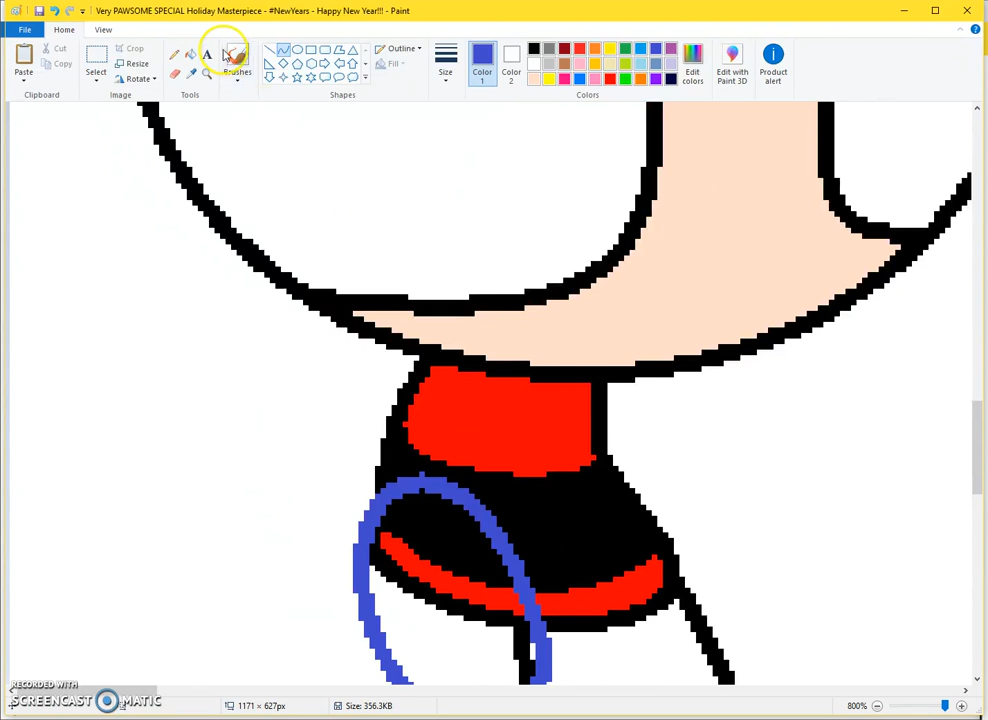 Very PAWSOME SPECIAL Holiday Masterpiece - #NewYears - Happy New Year!!! - Paint
File Home View
Paste Cut Copy Clipboard
Select Crop Resize Rotate Image
A Tools
Brushes
Outline Fill Shapes
Size
Color 1
Color 2
Edit colors
Colors
Edit with Paint 3D
Product alert
RECORDED WITH
SCREENCAST MATIC
1171 × 627px
Size: 356.3KB
800%